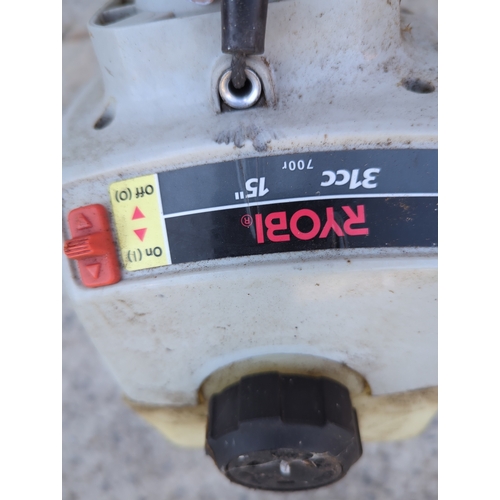 RYOBI®
31cc 700r 15"
On (I)
Off (O)